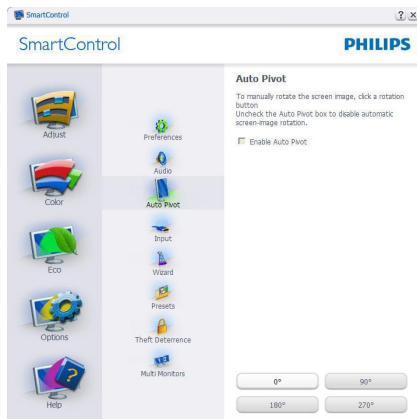 SmartControl
SmartControl
PHILIPS
Adjust
Color
Eco
Options
Help
Preferences
Audio
Auto Pivot
Input
Wizard
Presets
Theft Deterrence
Multi Monitors
Auto Pivot
To manually rotate the screen image, click a rotation
button
Uncheck the Auto Pivot box to disable automatic
screen-image rotation.
Enable Auto Pivot
0°
90°
180°
270°